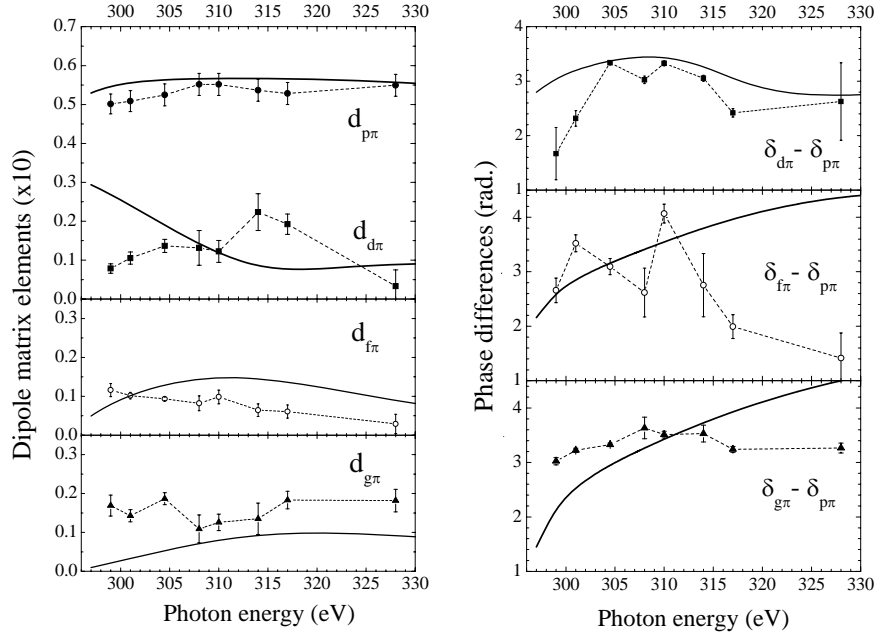 300 305 310 315 320 325 330
0.7
0.6
0.5
0.4
0.3
0.2
0.1
0.0
d_pπ
d_dπ
0.3
0.2
0.1
0.0
d_fπ
0.3
0.2
0.1
0.0
d_gπ
300 305 310 315 320 325 330
Photon energy (eV)
Dipole matrix elements (x10)
300 305 310 315 320 325 330
4
3
2
1
δ_dπ - δ_pπ
4
3
2
1
δ_fπ - δ_pπ
4
3
2
1
δ_gπ - δ_pπ
300 305 310 315 320 325 330
Photon energy (eV)
Phase differences (rad.)